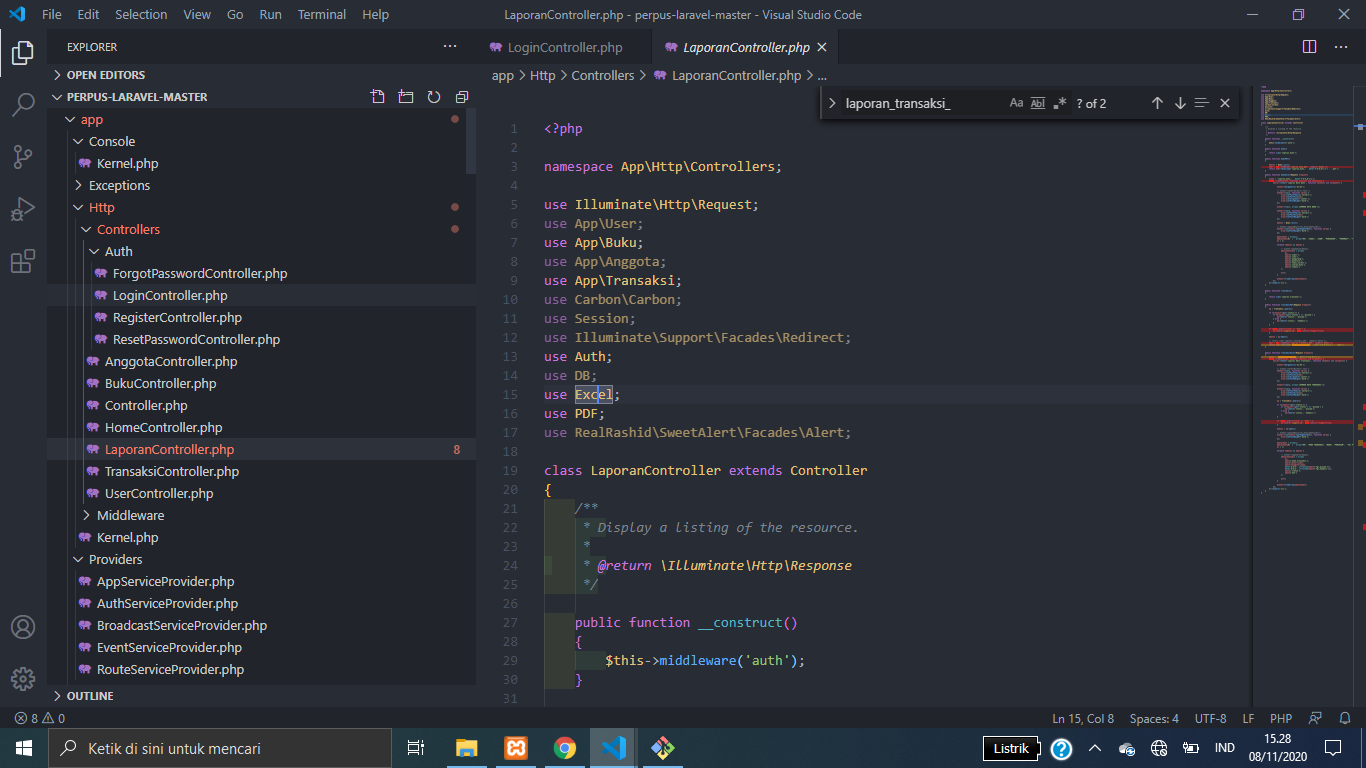 File Edit Selection View Go Run Terminal Help LaporanController.php - perpus-laravel-master - Visual Studio Code
EXPLORER
OPEN EDITORS
PERPUS-LARAVEL-MASTER
app
Console
Kernel.php
Exceptions
Http
Controllers
Auth
ForgotPasswordController.php
LoginController.php
RegisterController.php
ResetPasswordController.php
AnggotaController.php
BukuController.php
Controller.php
HomeController.php
LaporanController.php 8
TransaksiController.php
UserController.php
Middleware
Kernel.php
Providers
AppServiceProvider.php
AuthServiceProvider.php
BroadcastServiceProvider.php
EventServiceProvider.php
RouteServiceProvider.php
OUTLINE
LoginController.php LaporanController.php
app > Http > Controllers > LaporanController.php > ...
laporan_transaksi_ Aa Abl .* ? of 2
1 <?php
2
3 namespace App\Http\Controllers;
4
5 use Illuminate\Http\Request;
6 use App\User;
7 use App\Buku;
8 use App\Anggota;
9 use App\Transaksi;
10 use Carbon\Carbon;
11 use Session;
12 use Illuminate\Support\Facades\Redirect;
13 use Auth;
14 use DB;
15 use Excel;
16 use PDF;
17 use RealRashid\SweetAlert\Facades\Alert;
18
19 class LaporanController extends Controller
20 {
21 /**
22 * Display a listing of the resource.
23 *
24 * @return \Illuminate\Http\Response
25 */
26
27 public function __construct()
28 {
29 $this->middleware('auth');
30 }
31
8 0 Ln 15, Col 8 Spaces: 4 UTF-8 LF PHP
Ketik di sini untuk mencari
Listrik
IND
15.28
08/11/2020